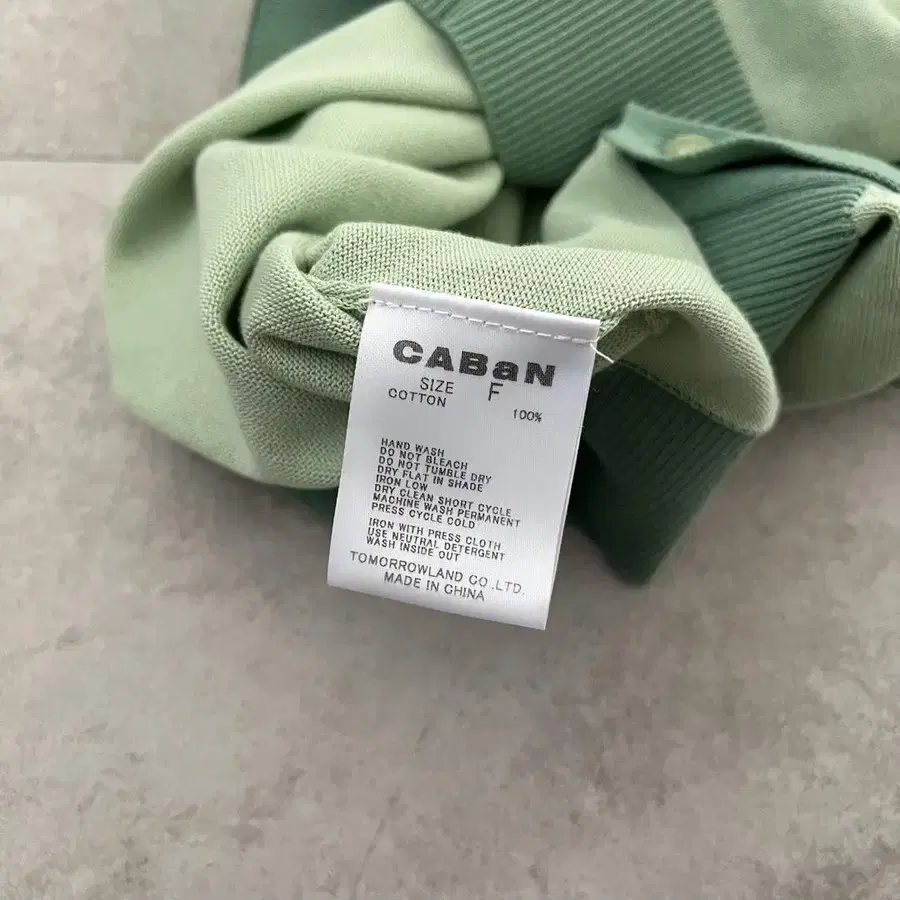 CABaN
SIZE F
COTTON 100%
HAND WASH
DO NOT BLEACH
DO NOT TUMBLE DRY
DRY FLAT IN SHADE
IRON LOW
DRY CLEAN SHORT CYCLE
MACHINE WASH PERMANENT
PRESS CYCLE COLD
IRON WITH PRESS CLOTH
USE NEUTRAL DETERGENT
WASH INSIDE OUT
TOMORROWLAND CO.,LTD.
MADE IN CHINA